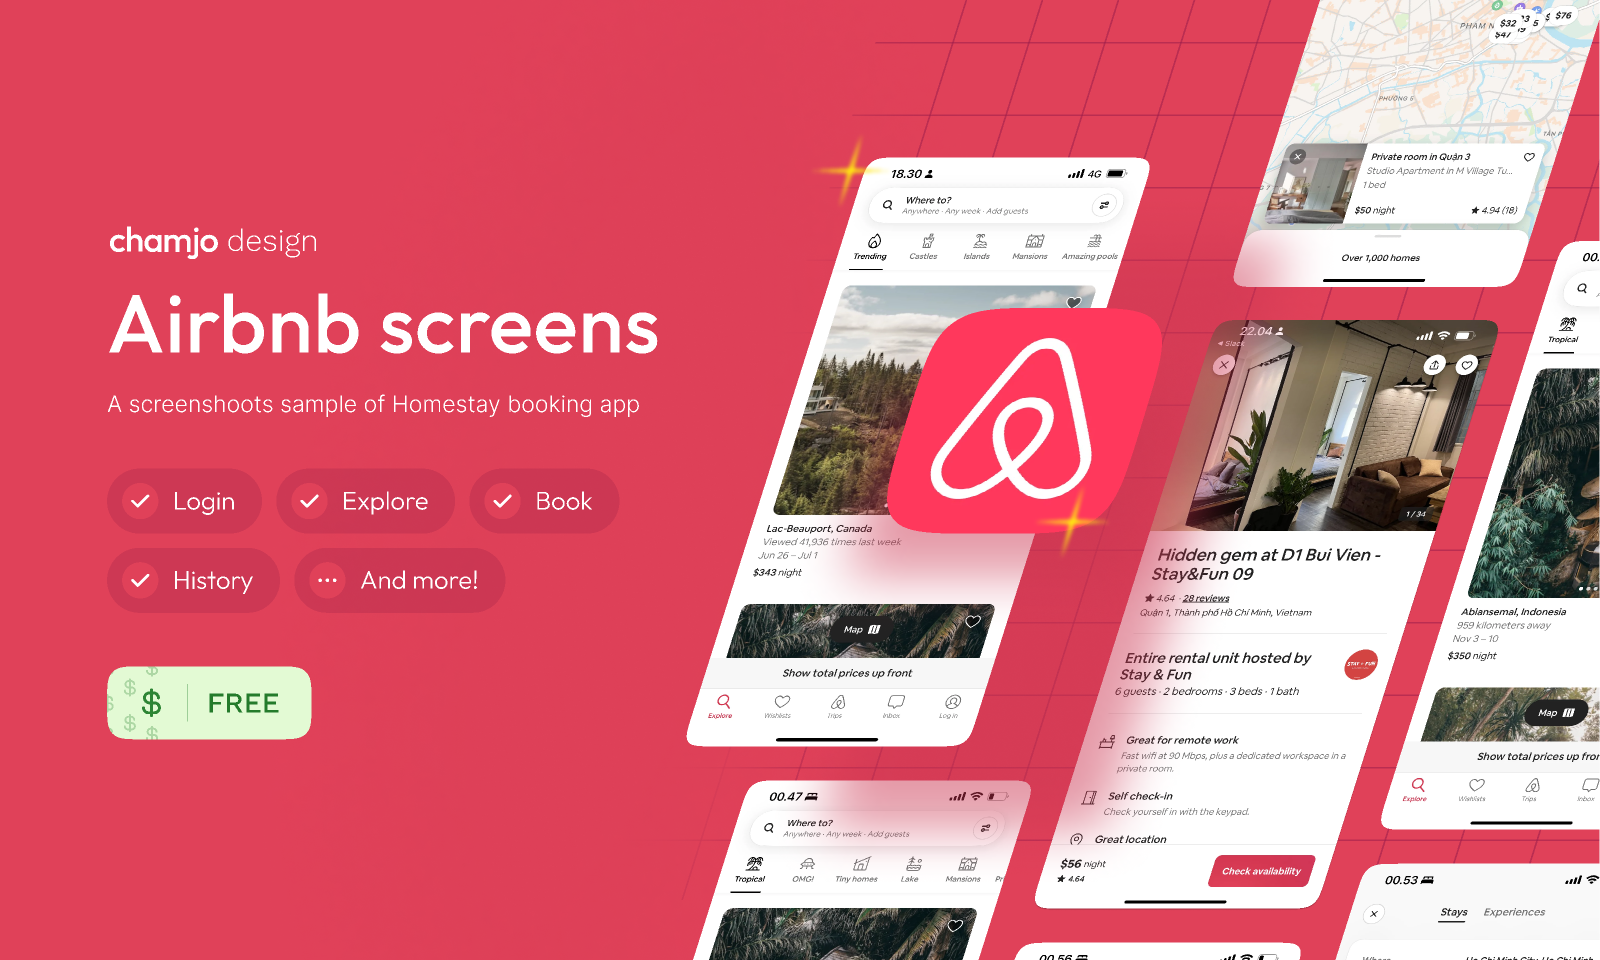 chamjo design
Airbnb screens
A screenshoots sample of Homestay booking app
Login
Explore
Book
History
And more!
$ FREE
18.30
4G
Where to?
Anywhere · Any week · Add guests
Trending
Castles
Islands
Mansions
Amazing pools
Lac-Beauport, Canada
Viewed 41,936 times last week
Jun 26 – Jul 1
$343 night
Map
Show total prices up front
Explore
Wishlists
Trips
Inbox
Log in
00.47
Where to?
Anywhere · Any week · Add guests
Tropical
OMG!
Tiny homes
Lake
Mansions
$32
$76
$47
PHƯỜNG 5
Private room in Quận 3
Studio Apartment in M Village Tu...
1 bed
$50 night
4.94 (18)
Over 1,000 homes
22.04
Slack
1 / 34
Hidden gem at D1 Bui Vien -
Stay&Fun 09
4.64 · 28 reviews
Quận 1, Thành phố Hồ Chí Minh, Vietnam
Entire rental unit hosted by
Stay & Fun
STAY + FUN
6 guests · 2 bedrooms · 3 beds · 1 bath
Great for remote work
Fast wifi at 90 Mbps, plus a dedicated workspace in a
private room.
Self check-in
Check yourself in with the keypad.
Great location
$56 night
4.64
Check availability
00.56
00.
Tropical
Abiansemal, Indonesia
959 kilometers away
Nov 3 – 10
$350 night
Map
Show total prices up fron
Explore
Wishlists
Trips
Inbox
00.53
Stays
Experiences